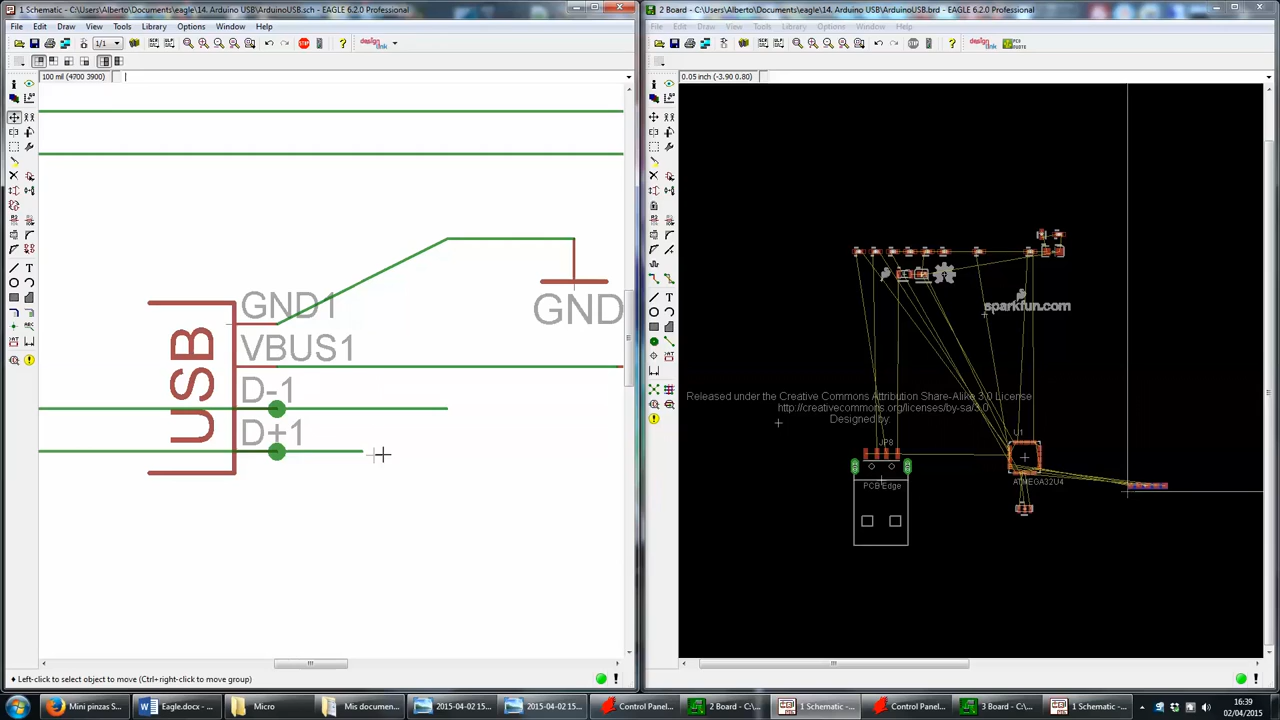 1 Schematic - C:\Users\Alberto\Documents\eagle\14. Arduino USB\ArduinoUSB.sch - EAGLE 6.2.0 Professional
File Edit Draw View Tools Library Options Window Help
1/1
100 mil (4700 3900)
GND1
VBUS1
D-1
D+1
USB
GND
Left-click to select object to move (Ctrl+right-click to move group)
2 Board - C:\Users\Alberto\Documents\eagle\14. Arduino USB\ArduinoUSB.brd - EAGLE 6.2.0 Professional
File Edit Draw View Tools Library Options Window Help
0.05 inch (-3.90 0.80)
sparkfun.com
Released under the Creative Commons Attribution Share-Alike 3.0 License
http://creativecommons.org/licenses/by-sa/3.0
Designed by:
U1
JP8
PCB Edge
ATMEGA32U4
Mini pinzas S...
Eagle.docx - ...
Micro
Mis docume...
2015-04-02 15...
2015-04-02 15...
Control Panel...
2 Board - C:\...
1 Schematic -...
Control Panel...
3 Board - C:\...
1 Schematic -...
16:39
02/04/2015